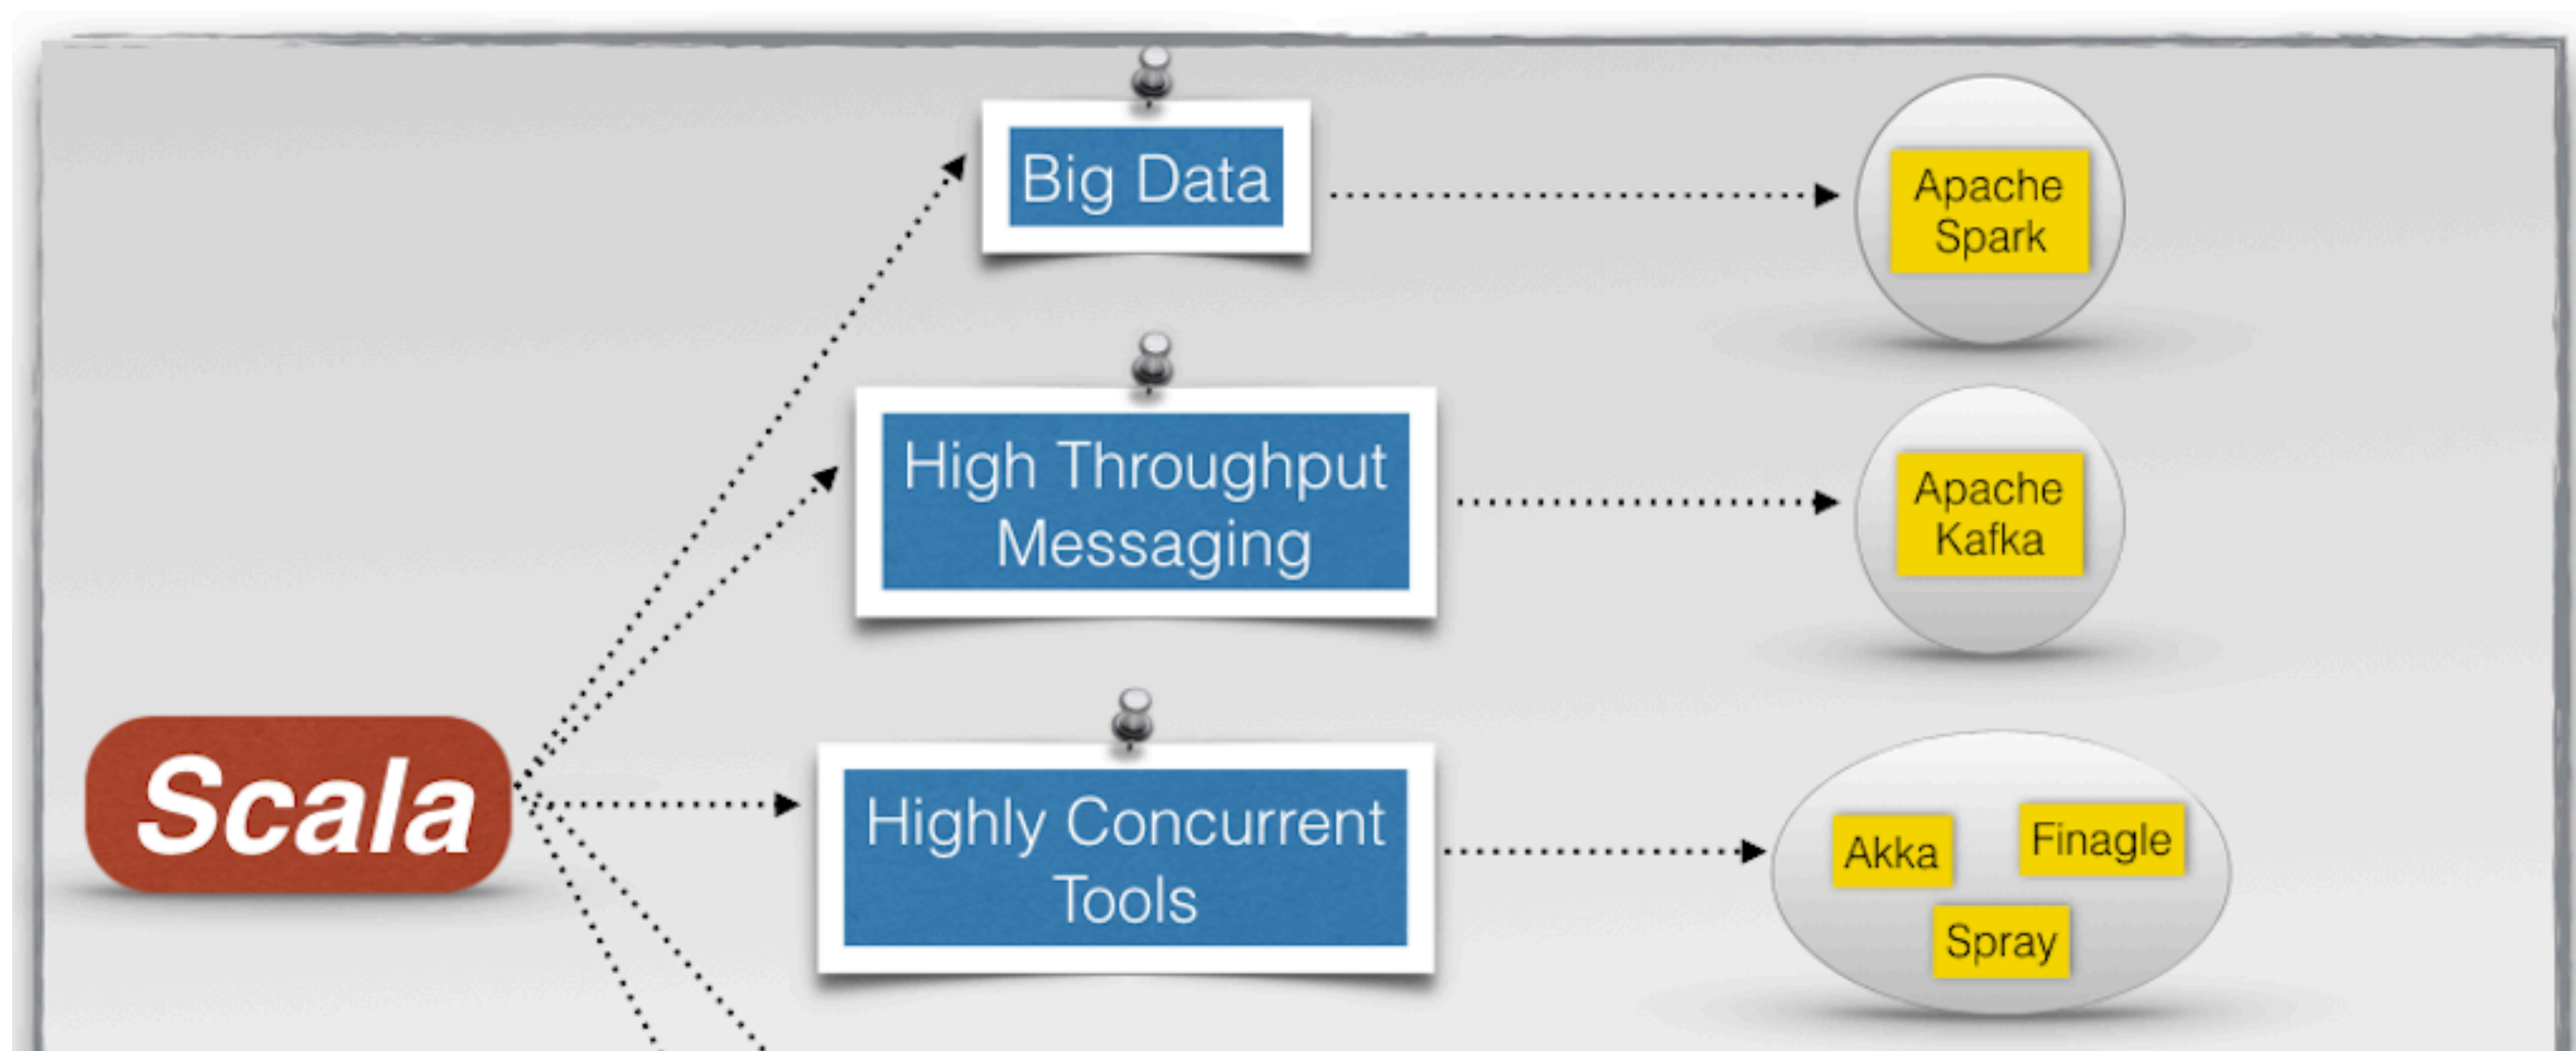 Big Data
Apache
Spark
High Throughput
Messaging
Apache
Kafka
Scala
Highly Concurrent
Tools
Akka
Finagle
Spray